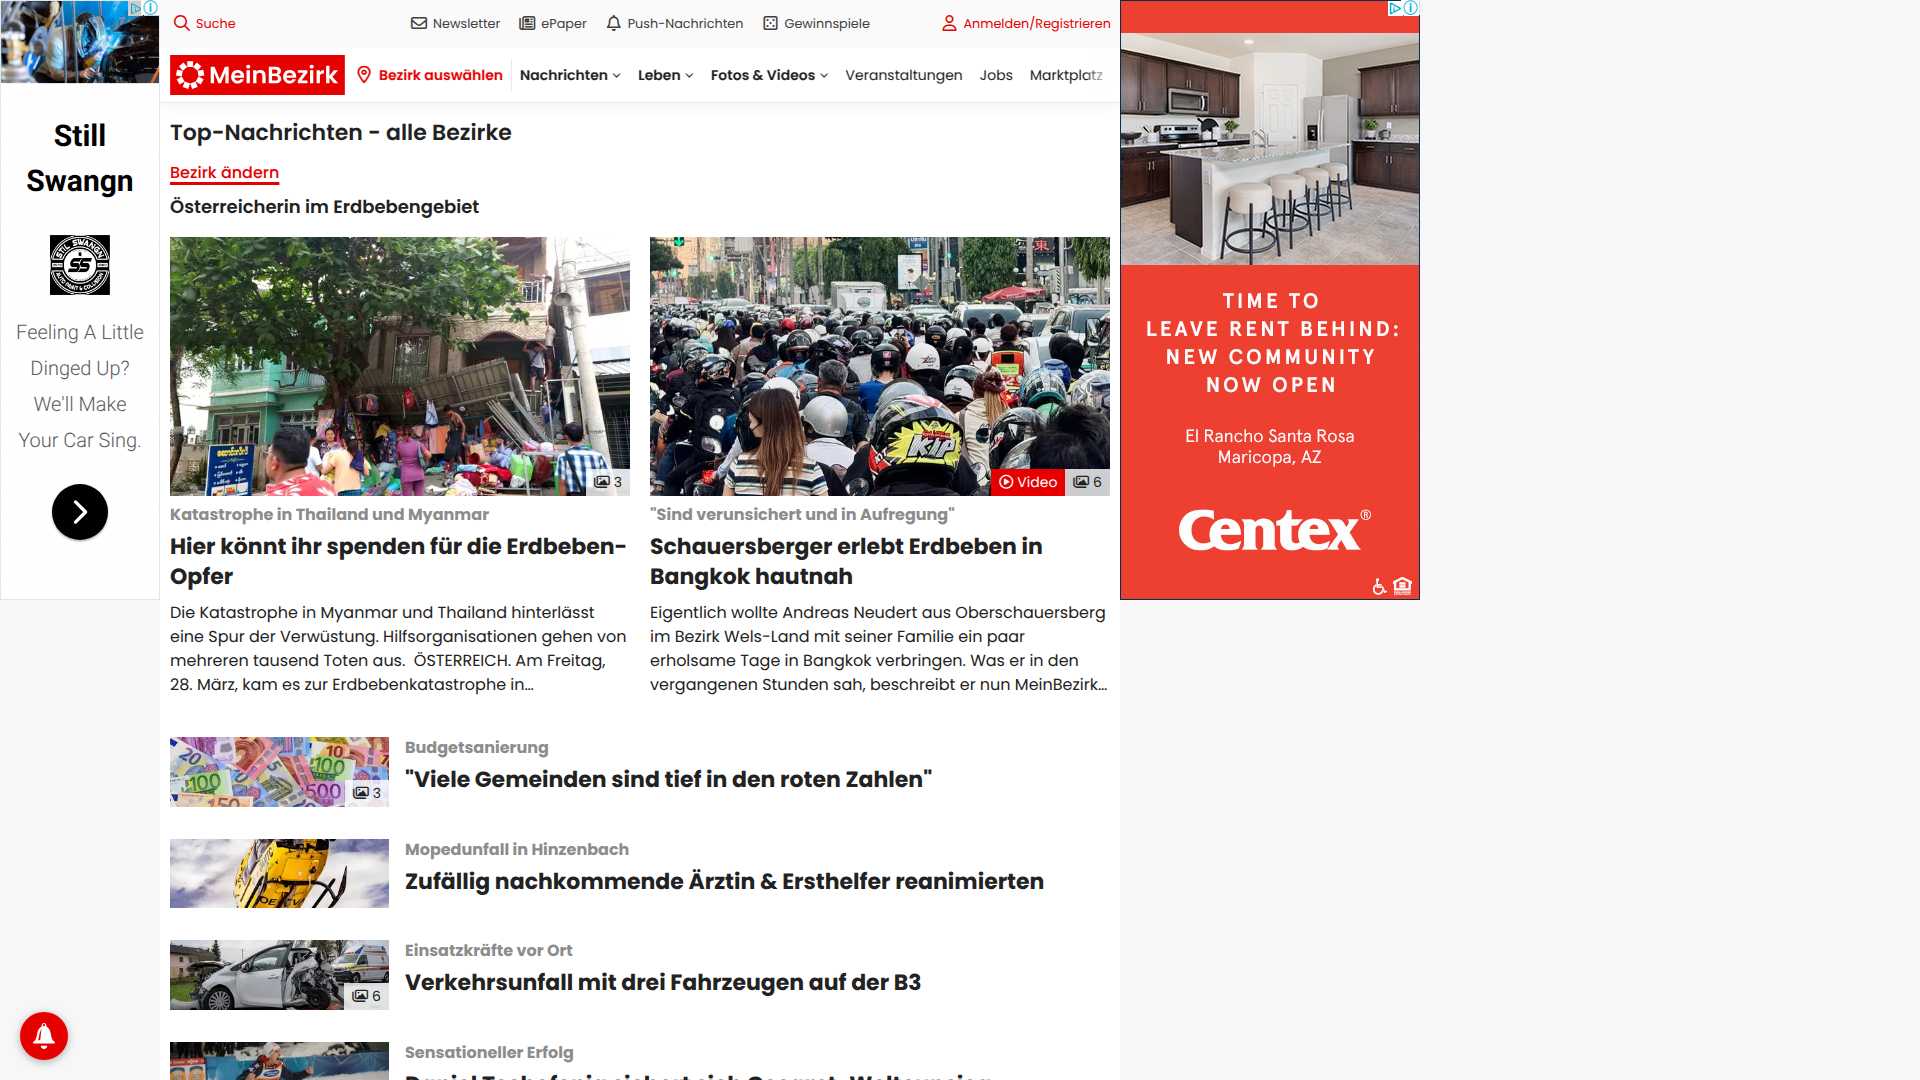 Suche
Newsletter
ePaper
Push-Nachrichten
Gewinnspiele
Anmelden/Registrieren
MeinBezirk
Bezirk auswählen
Nachrichten
Leben
Fotos & Videos
Veranstaltungen
Jobs
Marktplatz
Top-Nachrichten - alle Bezirke
Bezirk ändern
Österreicherin im Erdbebengebiet
3
Katastrophe in Thailand und Myanmar
Hier könnt ihr spenden für die Erdbeben-
Opfer
Die Katastrophe in Myanmar und Thailand hinterlässt
eine Spur der Verwüstung. Hilfsorganisationen gehen von
mehreren tausend Toten aus. ÖSTERREICH. Am Freitag,
28. März, kam es zur Erdbebenkatastrophe in...
KiP
Video
6
"Sind verunsichert und in Aufregung"
Schauersberger erlebt Erdbeben in
Bangkok hautnah
Eigentlich wollte Andreas Neudert aus Oberschauersberg
im Bezirk Wels-Land mit seiner Familie ein paar
erholsame Tage in Bangkok verbringen. Was er in den
vergangenen Stunden sah, beschreibt er nun MeinBezirk...
3
Budgetsanierung
"Viele Gemeinden sind tief in den roten Zahlen"
Mopedunfall in Hinzenbach
Zufällig nachkommende Ärztin & Ersthelfer reanimierten
6
Einsatzkräfte vor Ort
Verkehrsunfall mit drei Fahrzeugen auf der B3
Sensationeller Erfolg
Still
Swangn
STIL SWANGN
SS
Feeling A Little
Dinged Up?
We'll Make
Your Car Sing.
TIME TO
LEAVE RENT BEHIND:
NEW COMMUNITY
NOW OPEN
El Rancho Santa Rosa
Maricopa, AZ
Centex®